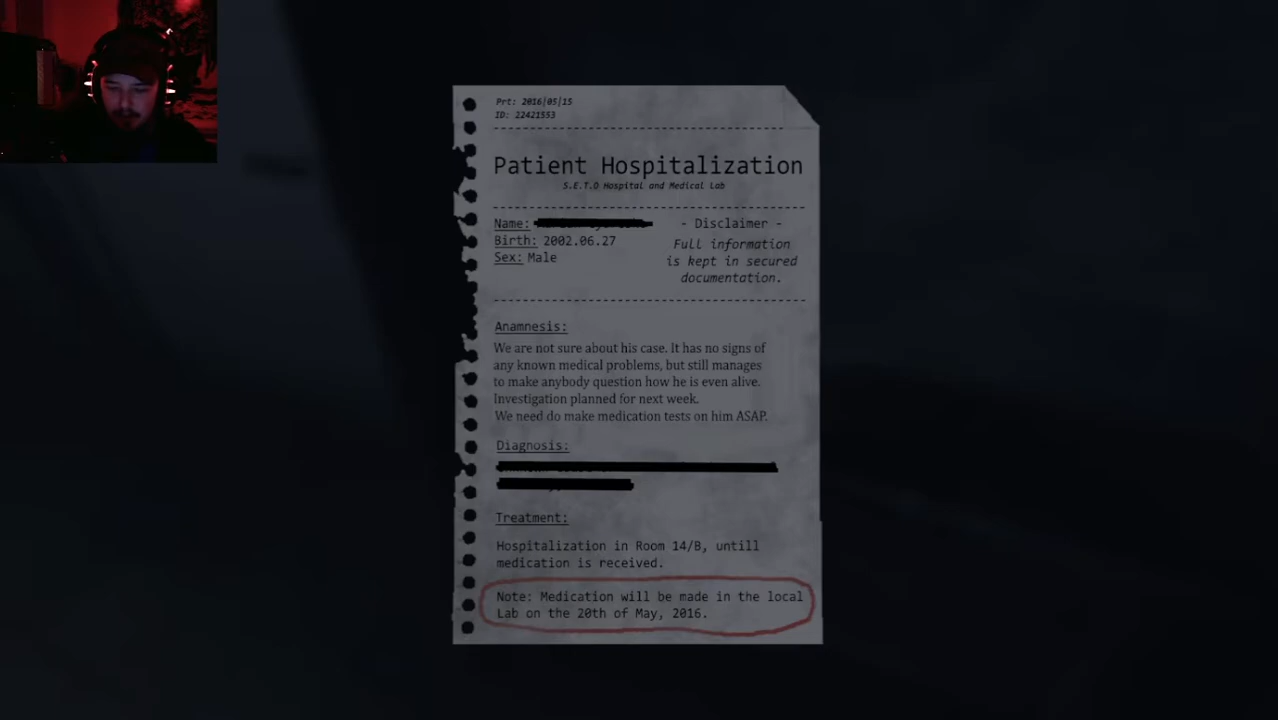 Prt: 2016|05|15
ID: 22421553
Patient Hospitalization
S.E.T.O Hospital and Medical Lab
Name:
Birth: 2002.06.27
Sex: Male
- Disclaimer -
Full information
is kept in secured
documentation.
Anamnesis:
We are not sure about his case. It has no signs of
any known medical problems, but still manages
to make anybody question how he is even alive.
Investigation planned for next week.
We need do make medication tests on him ASAP.
Diagnosis:
Treatment:
Hospitalization in Room 14/B, untill
medication is received.
Note: Medication will be made in the local
Lab on the 20th of May, 2016.